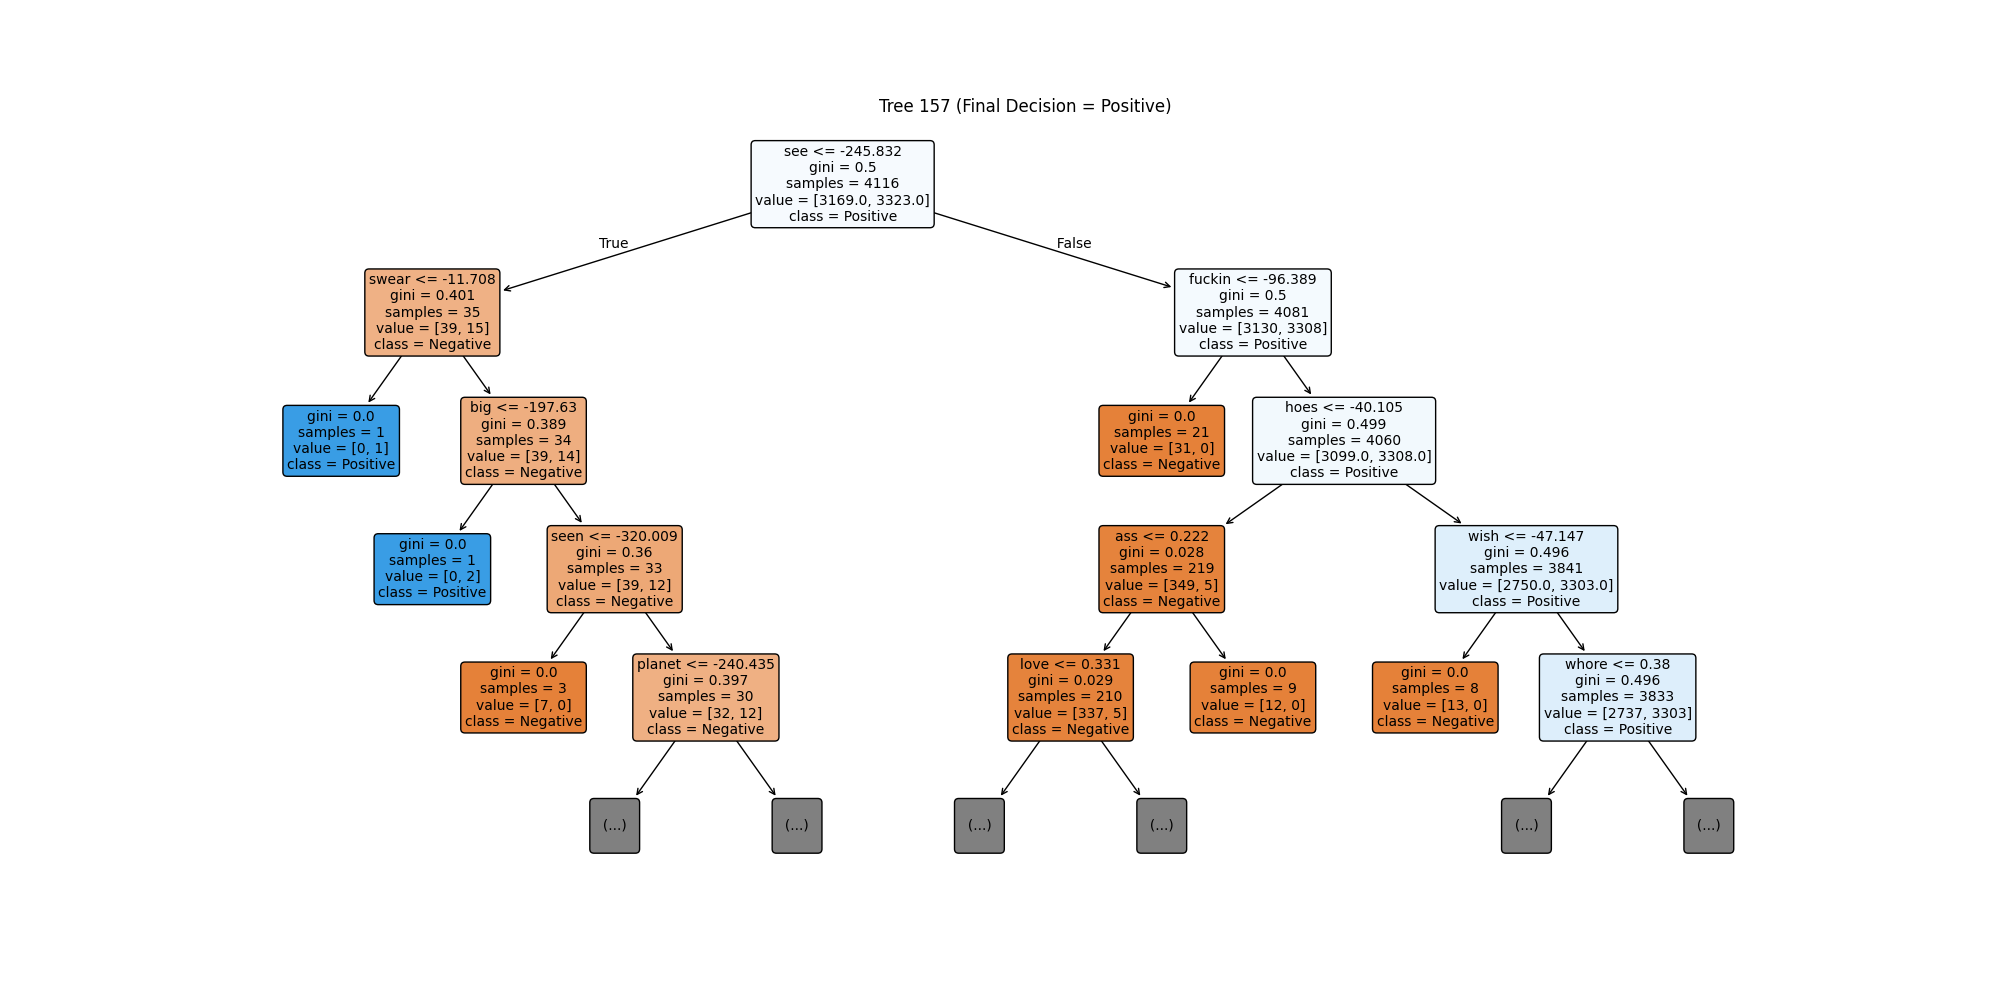 Tree 157 (Final Decision = Positive)
see <= -245.832
gini = 0.5
samples = 4116
value = [3169.0, 3323.0]
class = Positive
True
False
swear <= -11.708
gini = 0.401
samples = 35
value = [39, 15]
class = Negative
fuckin <= -96.389
gini = 0.5
samples = 4081
value = [3130, 3308]
class = Positive
gini = 0.0
samples = 1
value = [0, 1]
class = Positive
big <= -197.63
gini = 0.389
samples = 34
value = [39, 14]
class = Negative
gini = 0.0
samples = 21
value = [31, 0]
class = Negative
hoes <= -40.105
gini = 0.499
samples = 4060
value = [3099.0, 3308.0]
class = Positive
gini = 0.0
samples = 1
value = [0, 2]
class = Positive
seen <= -320.009
gini = 0.36
samples = 33
value = [39, 12]
class = Negative
ass <= 0.222
gini = 0.028
samples = 219
value = [349, 5]
class = Negative
wish <= -47.147
gini = 0.496
samples = 3841
value = [2750.0, 3303.0]
class = Positive
gini = 0.0
samples = 3
value = [7, 0]
class = Negative
planet <= -240.435
gini = 0.397
samples = 30
value = [32, 12]
class = Negative
love <= 0.331
gini = 0.029
samples = 210
value = [337, 5]
class = Negative
gini = 0.0
samples = 9
value = [12, 0]
class = Negative
gini = 0.0
samples = 8
value = [13, 0]
class = Negative
whore <= 0.38
gini = 0.496
samples = 3833
value = [2737, 3303]
class = Positive
(...)
(...)
(...)
(...)
(...)
(...)